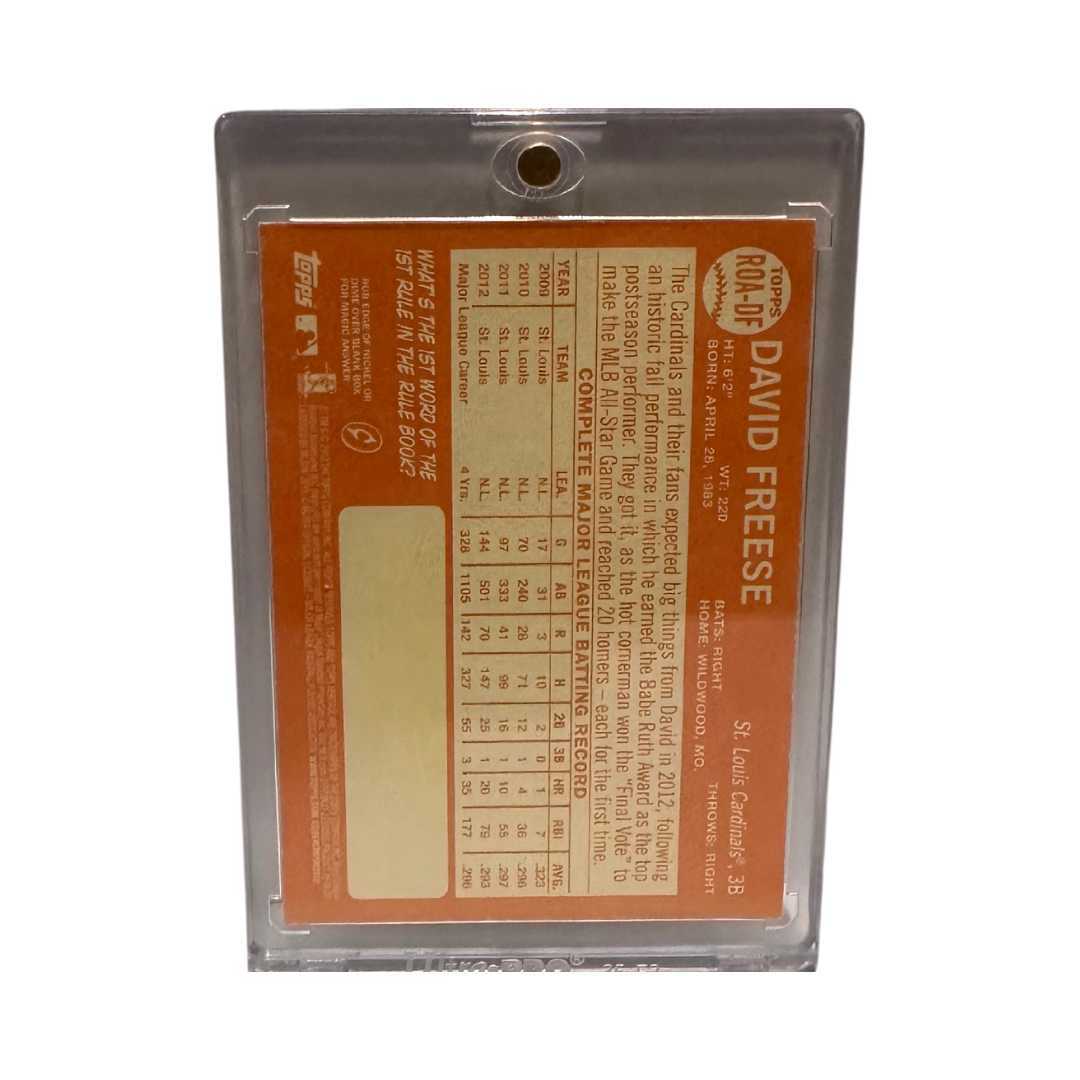 TOPPS
ROA-DF
DAVID FREESE
St. Louis Cardinals®, 3B
HT: 6'2" WT: 220 BATS: RIGHT THROWS: RIGHT
BORN: APRIL 28, 1983 HOME: WILDWOOD, MO.
The Cardinals and their fans expected big things from David in 2012, following
an historic fall performance in which he earned the Babe Ruth Award as the top
postseason performer. They got it, as the hot cornerman won the "Final Vote" to
make the MLB All-Star Game and reached 20 homers – each for the first time.
COMPLETE MAJOR LEAGUE BATTING RECORD
YEAR TEAM LEA. G AB R H 2B 3B HR RBI AVG.
2009 St. Louis N.L. 17 31 3 10 2 0 1 7 .323
2010 St. Louis N.L. 70 240 28 71 12 1 4 36 .296
2011 St. Louis N.L. 97 333 41 99 16 1 10 55 .297
2012 St. Louis N.L. 144 501 70 147 25 1 20 79 .293
Major League Career 4 Yrs. 328 1105 142 327 55 3 35 177 .296
WHAT'S THE 1ST WORD OF THE
1ST RULE IN THE RULE BOOK?
RUB EDGE OF NICKEL OR
DIME OVER BLANK BOX
FOR MAGIC ANSWER
topps